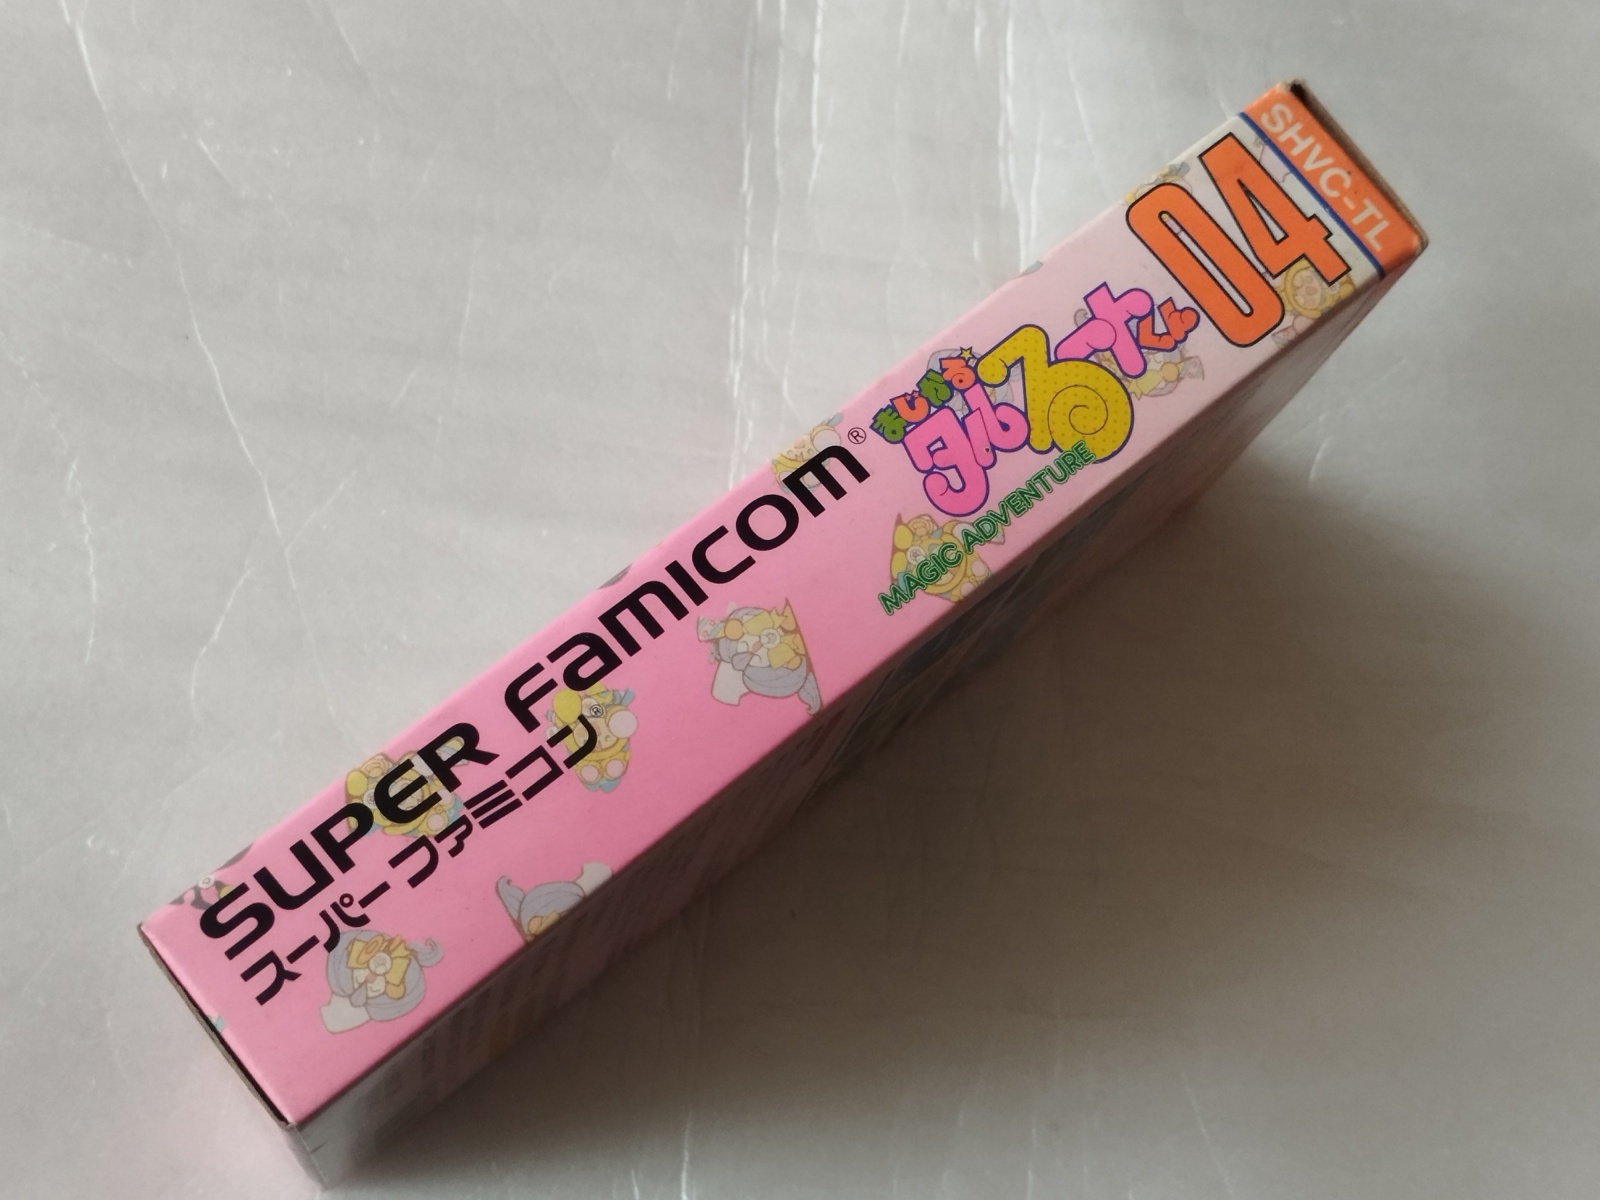 SUPER FAMICOM®
スーパーファミコン®
まじかる☆
タルるートくん
MAGIC ADVENTURE
04
SHVC-TL